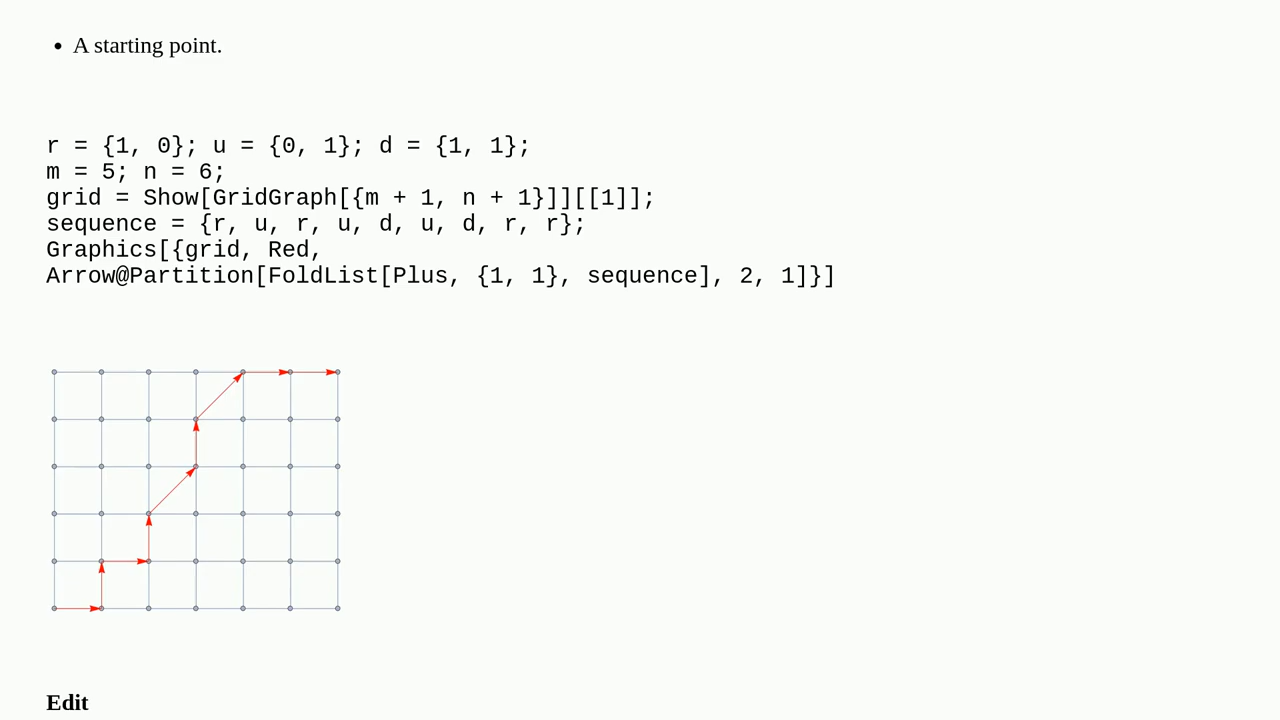 • A starting point.
r = {1, 0}; u = {0, 1}; d = {1, 1};
m = 5; n = 6;
grid = Show[GridGraph[{m + 1, n + 1}]][[1]];
sequence = {r, u, r, u, d, u, d, r, r};
Graphics[{grid, Red,
Arrow@Partition[FoldList[Plus, {1, 1}, sequence], 2, 1]}]
Edit